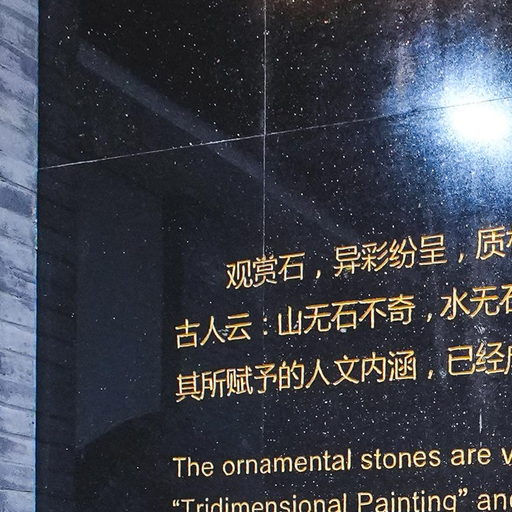 观赏石，异彩纷呈，质
古人云：山无石不奇，水无石
其所赋予的人文内涵，已经
The ornamental stones are
“Tridimensional Painting” and